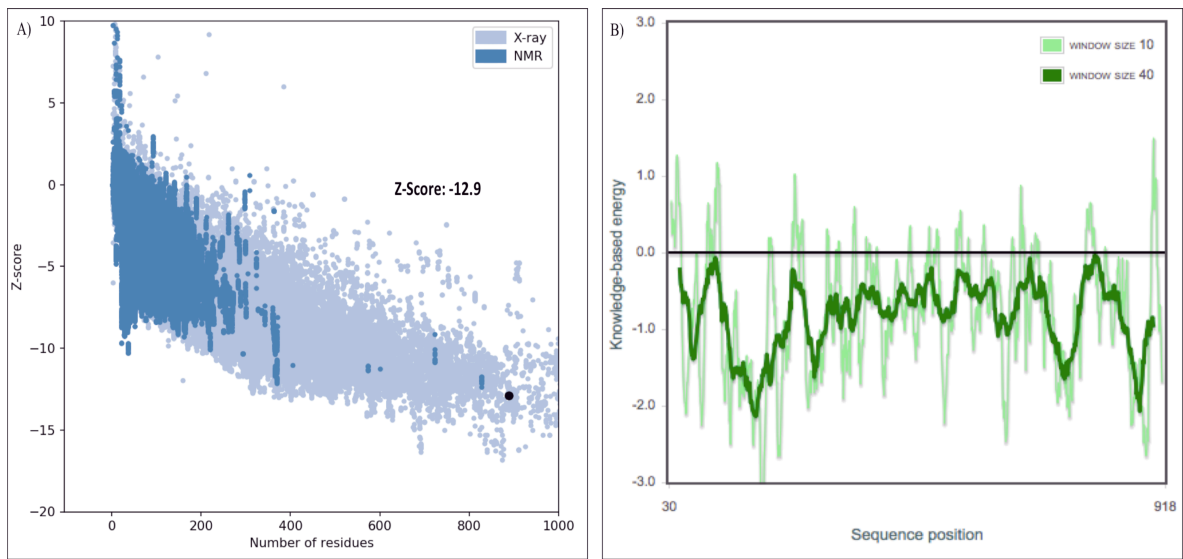 A)
X-ray
NMR
Z-Score: -12.9
Z-score
10
5
0
−5
−10
−15
−20
0
200
400
600
800
1000
Number of residues
B)
WINDOW SIZE 10
WINDOW SIZE 40
Knowledge-based energy
3.0
2.0
1.0
0.0
-1.0
-2.0
-3.0
30
918
Sequence position